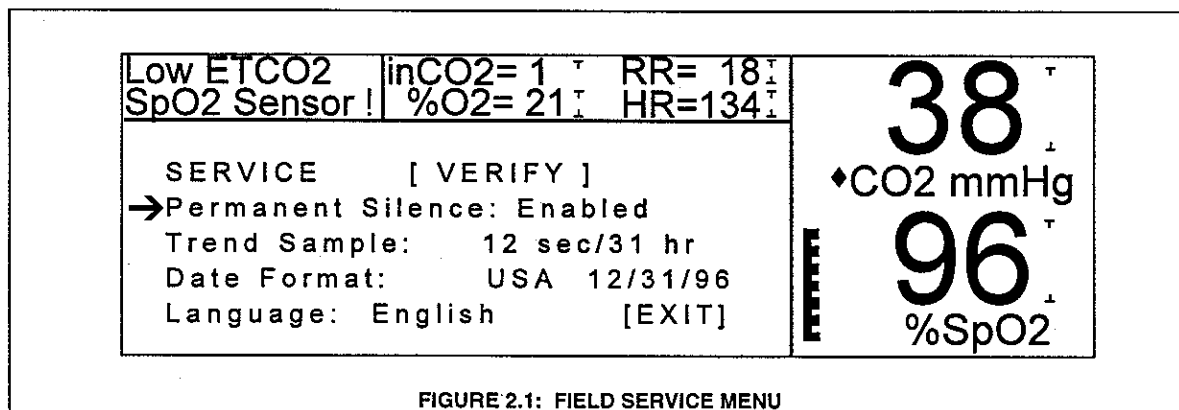 Low ETCO2
SpO2 Sensor !
inCO2= 1 RR= 18
%O2= 21 HR=134
38
♦CO2 mmHg
96
%SpO2
SERVICE [ VERIFY ]
→Permanent Silence: Enabled
Trend Sample: 12 sec/31 hr
Date Format: USA 12/31/96
Language: English [EXIT]
FIGURE 2.1: FIELD SERVICE MENU